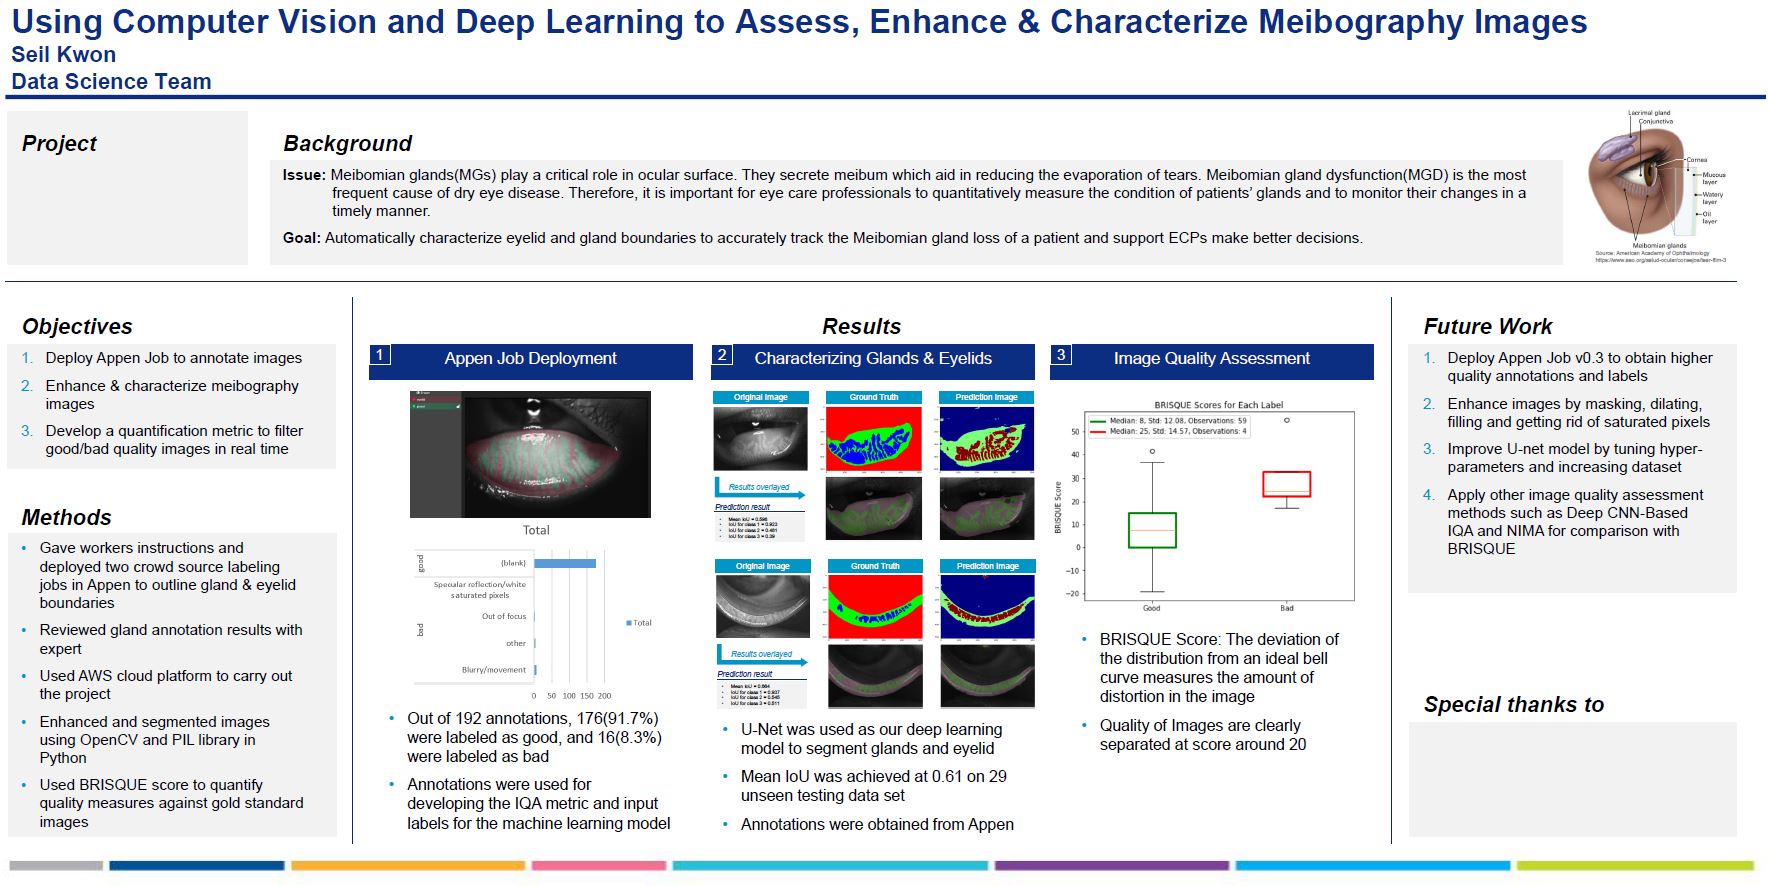 Using Computer Vision and Deep Learning to Assess, Enhance & Characterize Meibography Images
Seil Kwon
Data Science Team
Project
Background
Issue: Meibomian glands(MGs) play a critical role in ocular surface. They secrete meibum which aid in reducing the evaporation of tears. Meibomian gland dysfunction(MGD) is the most
frequent cause of dry eye disease. Therefore, it is important for eye care professionals to quantitatively measure the condition of patients' glands and to monitor their changes in a
timely manner.
Goal: Automatically characterize eyelid and gland boundaries to accurately track the Meibomian gland loss of a patient and support ECPs make better decisions.
Lacrimal gland
Conjunctiva
Cornea
Mucous
layer
Watery
layer
Oil
layer
Meibomian glands
Source: American Academy of Ophthalmology
Objectives
1. Deploy Appen Job to annotate images
2. Enhance & characterize meibography
images
3. Develop a quantification metric to filter
good/bad quality images in real time
Methods
• Gave workers instructions and
deployed two crowd source labeling
jobs in Appen to outline gland & eyelid
boundaries
• Reviewed gland annotation results with
expert
• Used AWS cloud platform to carry out
the project
• Enhanced and segmented images
using OpenCV and PIL library in
Python
• Used BRISQUE score to quantify
quality measures against gold standard
images
Results
1 Appen Job Deployment
Total
good
(blank)
Specular reflection/white
saturated pixels
Out of focus
bad
other
Blurry/movement
Total
0 50 100 150 200
• Out of 192 annotations, 176(91.7%)
were labeled as good, and 16(8.3%)
were labeled as bad
• Annotations were used for
developing the IQA metric and input
labels for the machine learning model
2 Characterizing Glands & Eyelids
Original Image Ground Truth Prediction Image
Results overlayed
Prediction result
• Mean IoU = 0.598
• IoU for class 1 = 0.922
• IoU for class 2 = 0.481
• IoU for class 3 = 0.39
Original Image Ground Truth Prediction Image
Results overlayed
Prediction result
• Mean IoU = 0.664
• IoU for class 1 = 0.937
• IoU for class 2 = 0.545
• IoU for class 3 = 0.511
• U-Net was used as our deep learning
model to segment glands and eyelid
• Mean IoU was achieved at 0.61 on 29
unseen testing data set
• Annotations were obtained from Appen
3 Image Quality Assessment
BRISQUE Scores for Each Label
Median: 8, Std: 12.08, Observations: 59
Median: 25, Std: 14.57, Observations: 4
BRISQUE Score
50
40
30
20
10
0
−10
−20
Good Bad
• BRISQUE Score: The deviation of
the distribution from an ideal bell
curve measures the amount of
distortion in the image
• Quality of Images are clearly
separated at score around 20
Future Work
1. Deploy Appen Job v0.3 to obtain higher
quality annotations and labels
2. Enhance images by masking, dilating,
filling and getting rid of saturated pixels
3. Improve U-net model by tuning hyper-
parameters and increasing dataset
4. Apply other image quality assessment
methods such as Deep CNN-Based
IQA and NIMA for comparison with
BRISQUE
Special thanks to